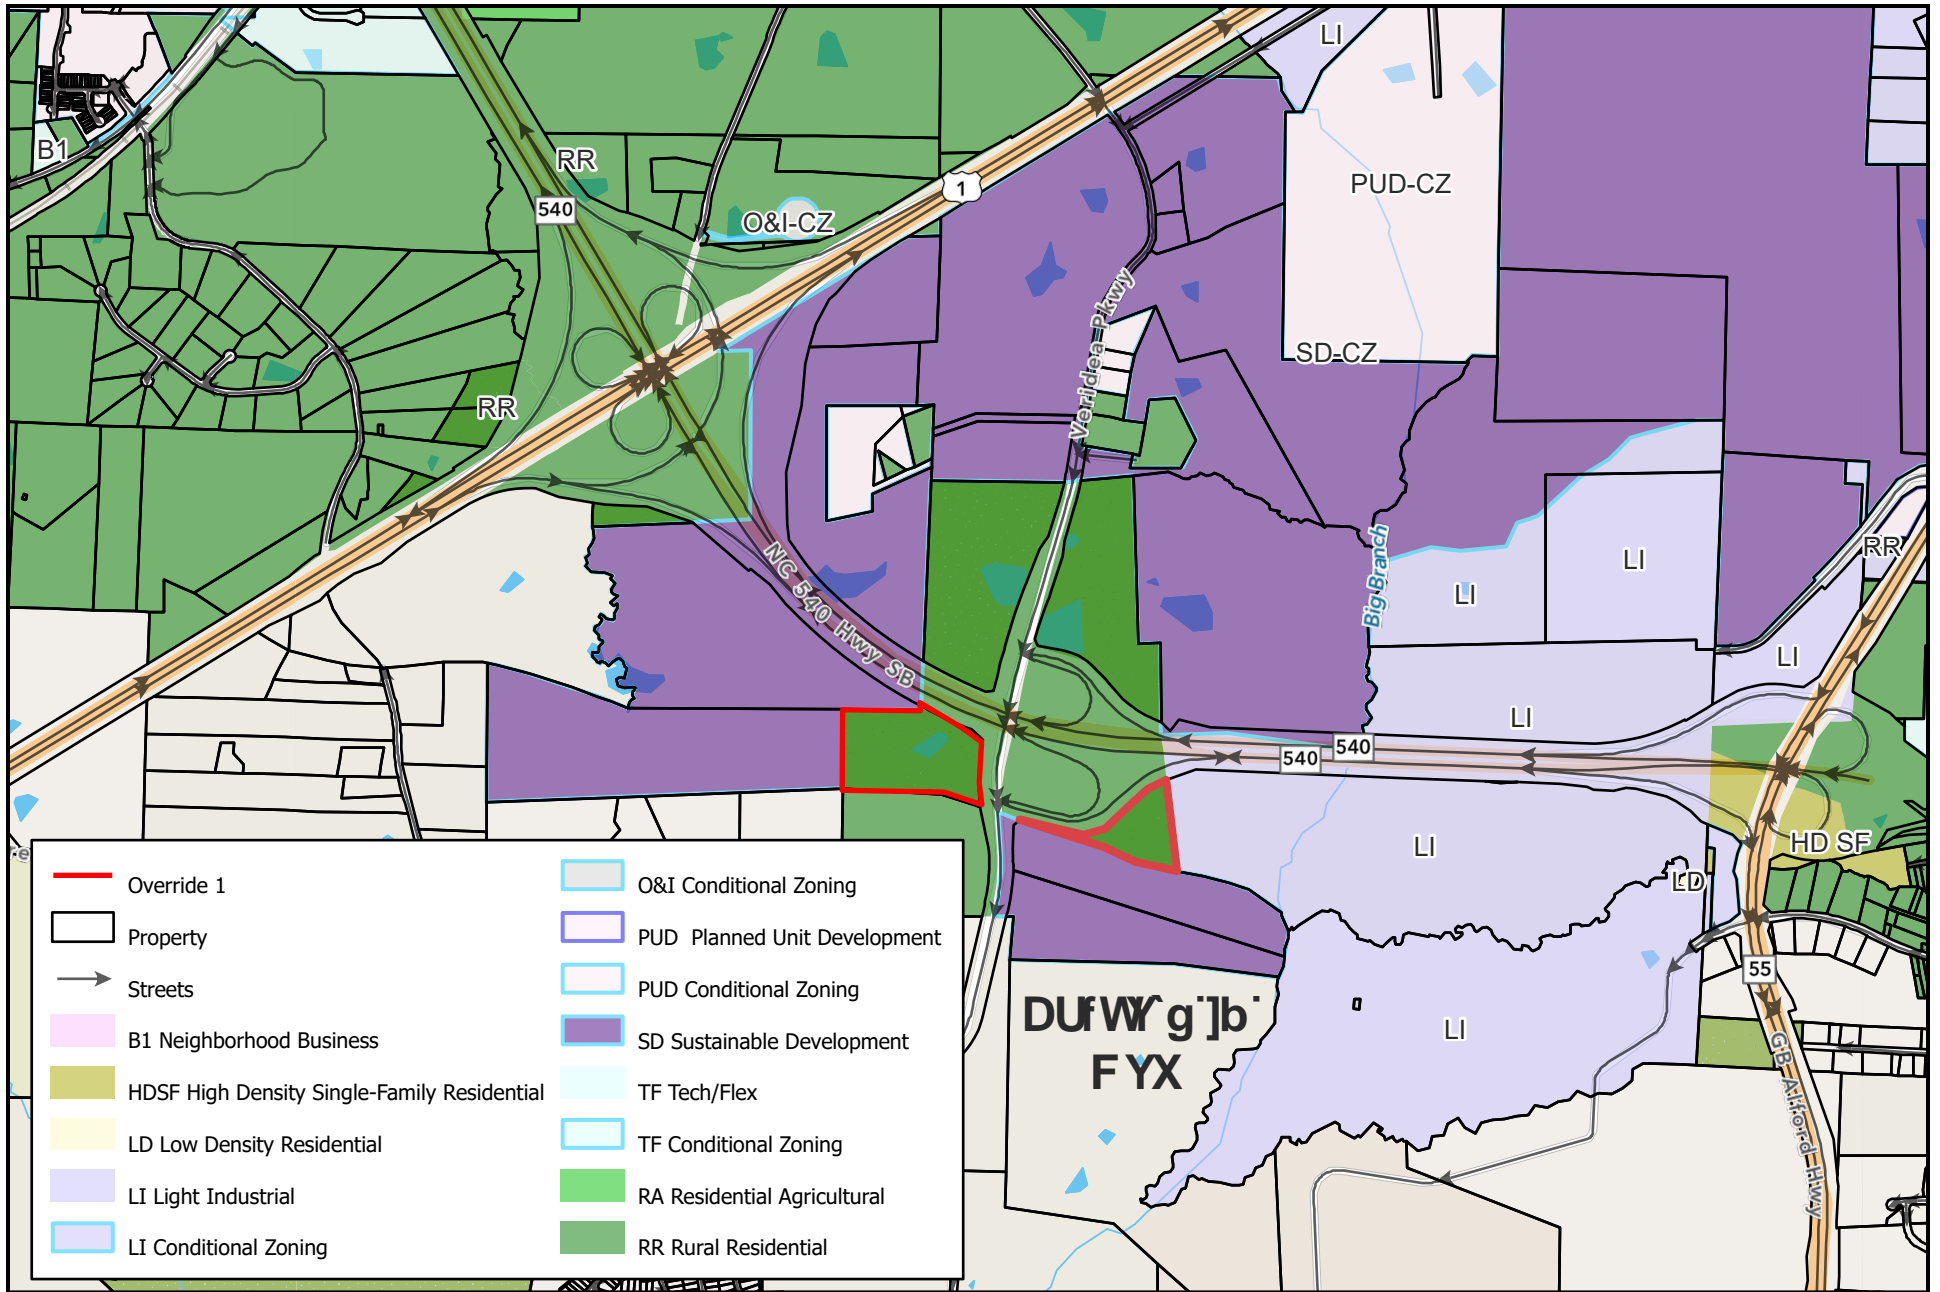 LI
B1
RR
PUD-CZ
1
540
O&I-CZ
Veridea Pkwy
SD-CZ
RR
NC 540 Hwy SB
Big Branch
RR
LI
LI
LI
LI
540
540
LI
HD SF
LD
55
LI
GB Alford Hwy
Override 1
Property
Streets
B1 Neighborhood Business
HDSF High Density Single-Family Residential
LD Low Density Residential
LI Light Industrial
LI Conditional Zoning
O&I Conditional Zoning
PUD Planned Unit Development
PUD Conditional Zoning
SD Sustainable Development
TF Tech/Flex
TF Conditional Zoning
RA Residential Agricultural
RR Rural Residential